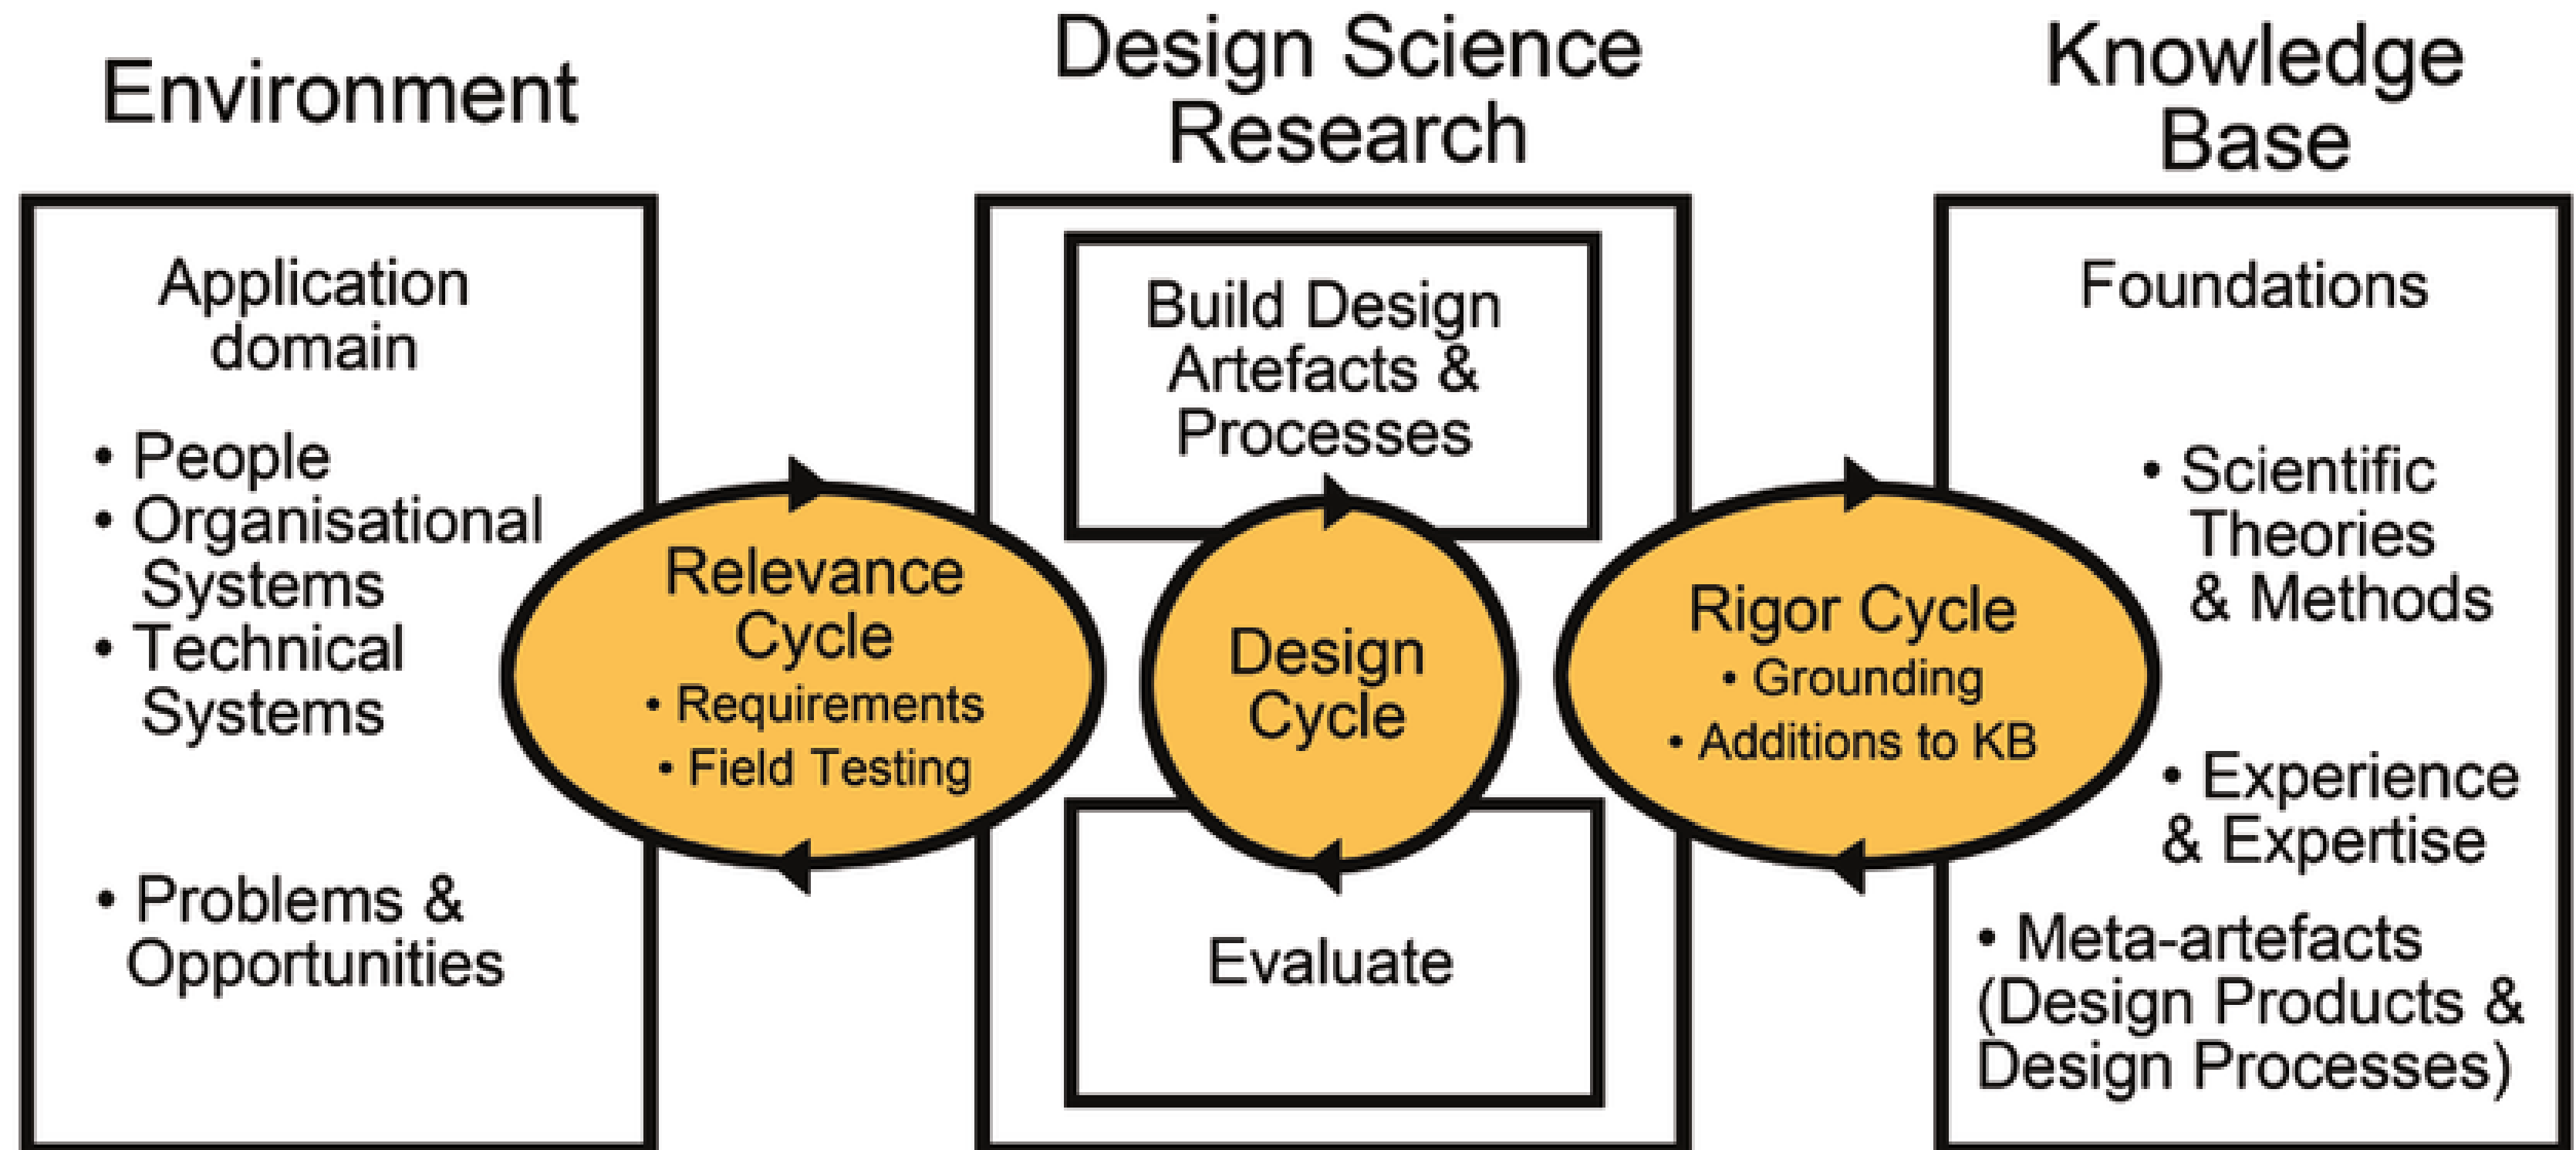 Environment
Application
domain
• People
• Organisational
Systems
• Technical
Systems
• Problems &
Opportunities
Relevance
Cycle
• Requirements
• Field Testing
Design Science
Research
Build Design
Artefacts &
Processes
Design
Cycle
Evaluate
Rigor Cycle
• Grounding
• Additions to KB
Knowledge
Base
Foundations
• Scientific
Theories
& Methods
• Experience
& Expertise
• Meta-artefacts
(Design Products &
Design Processes)